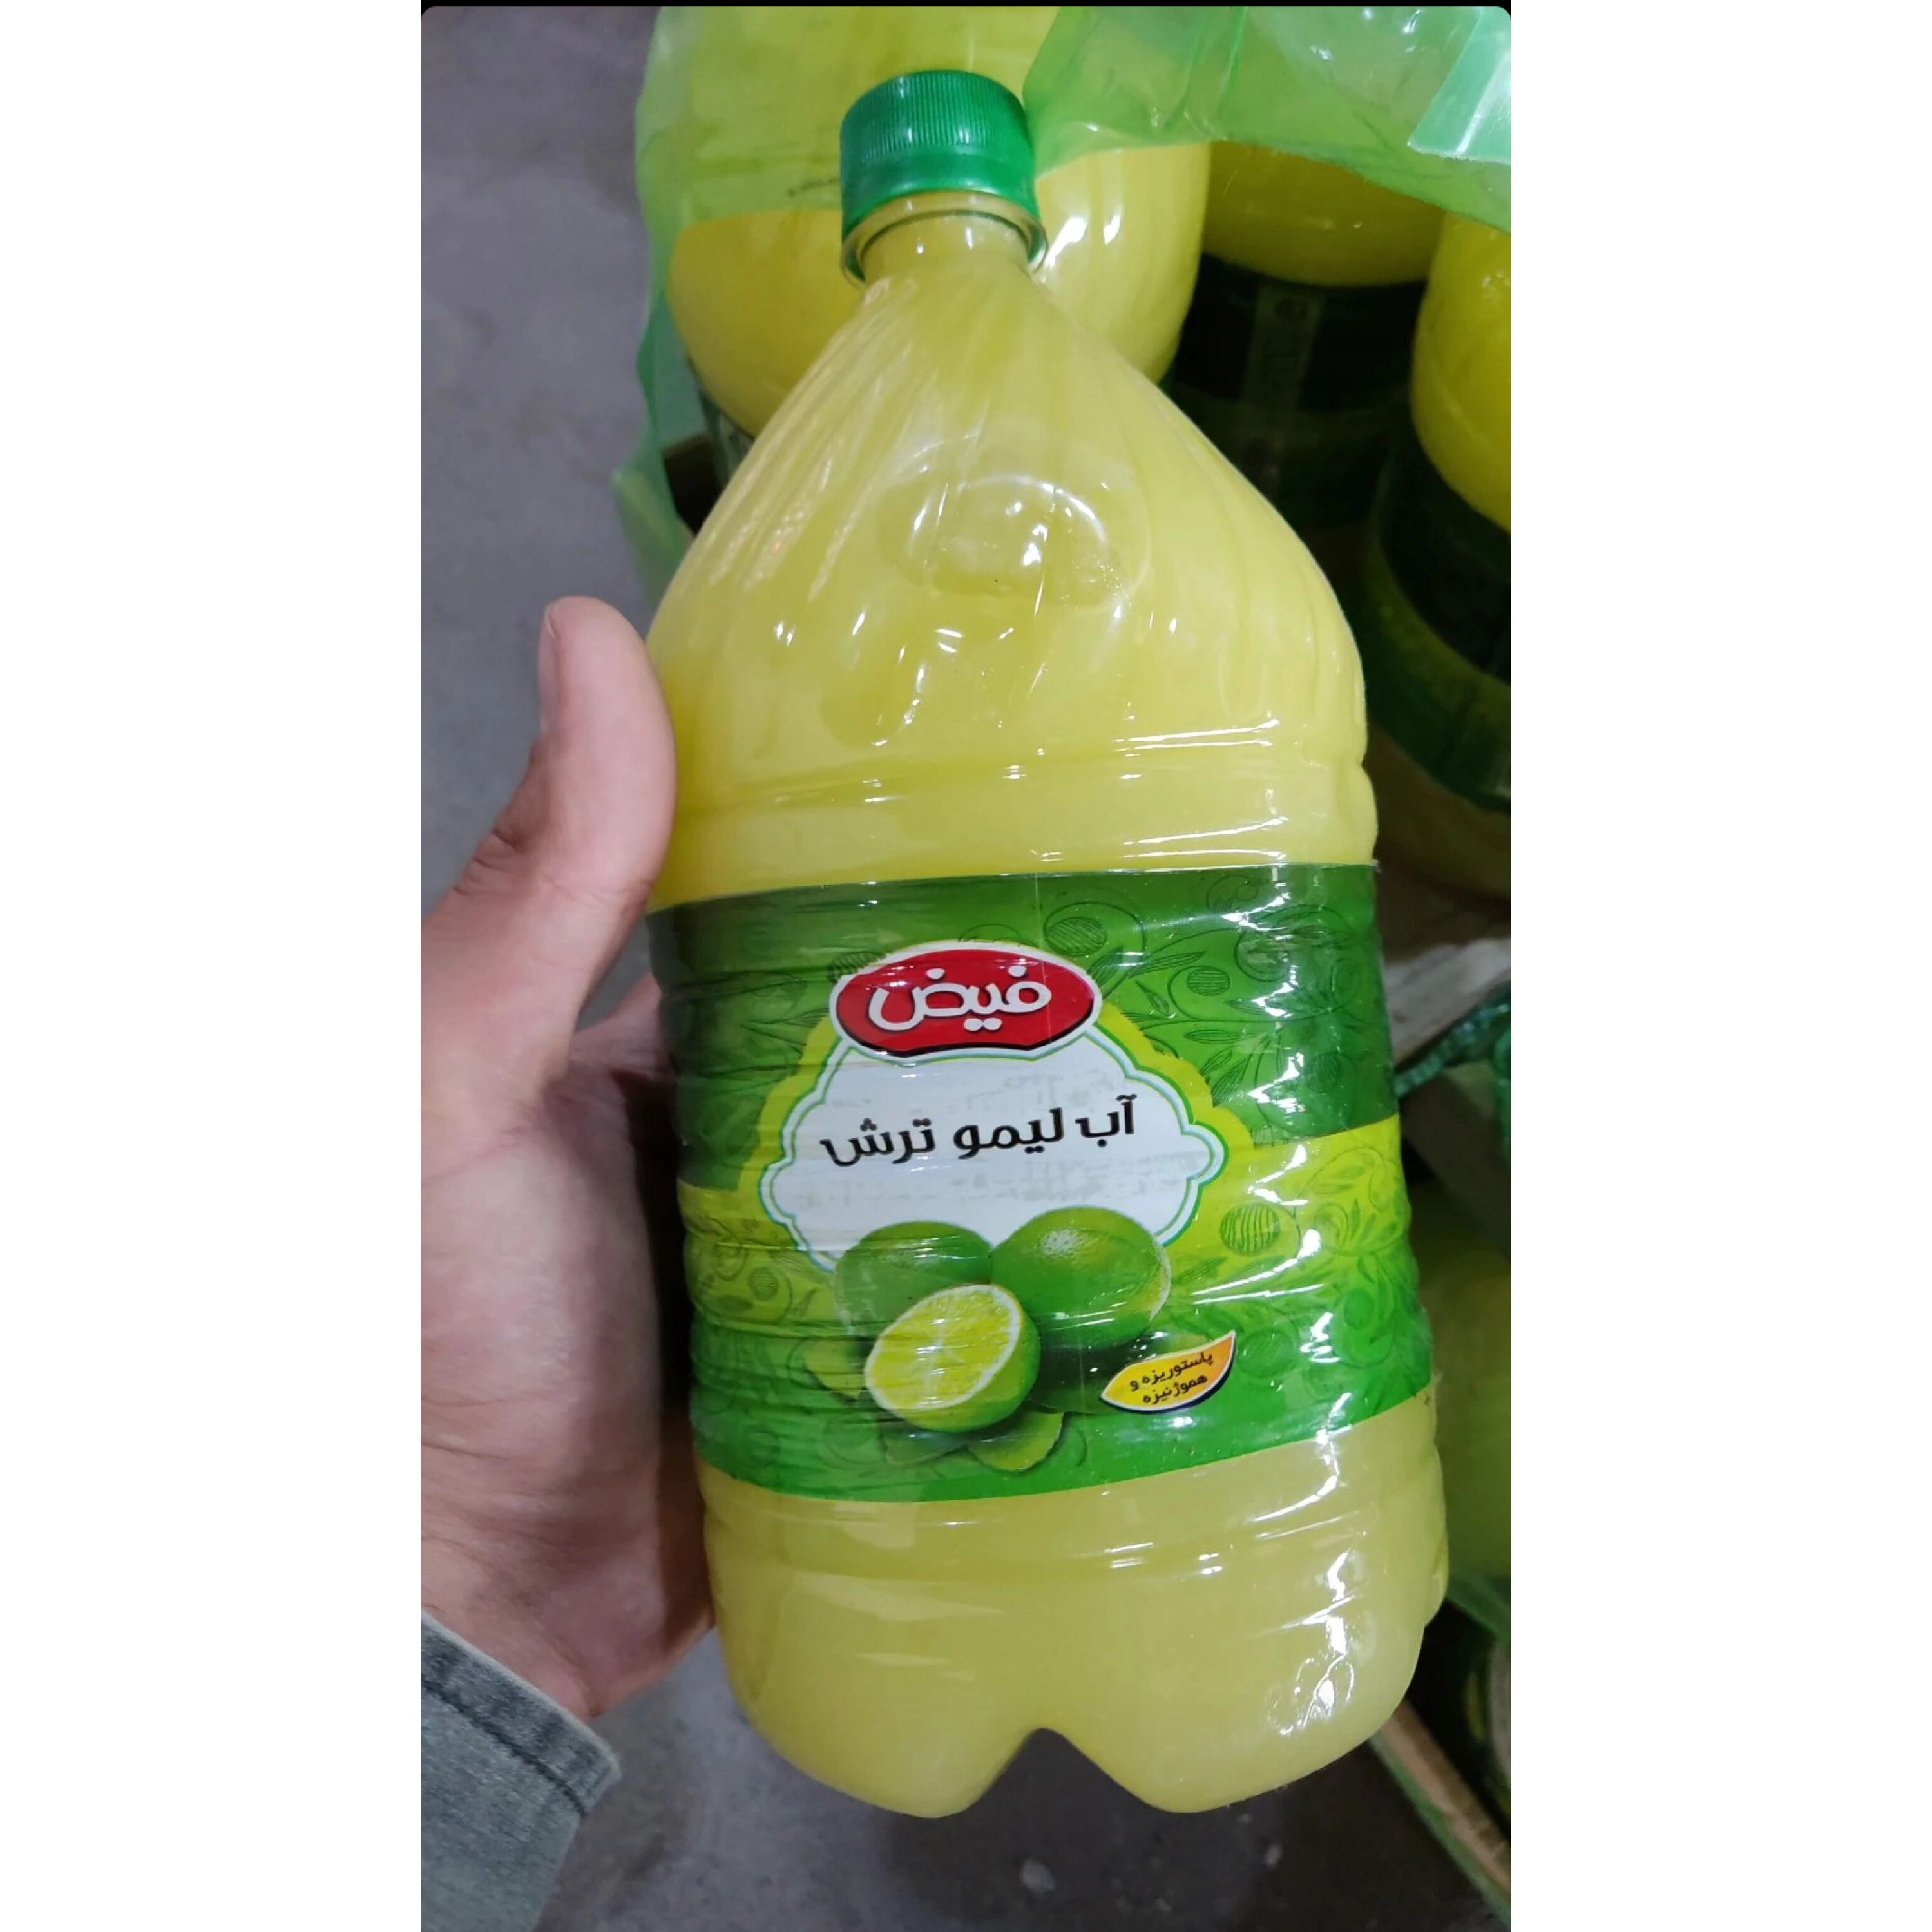 فیض
آب لیمو ترش
پاستوریزه و
هموژنیزه